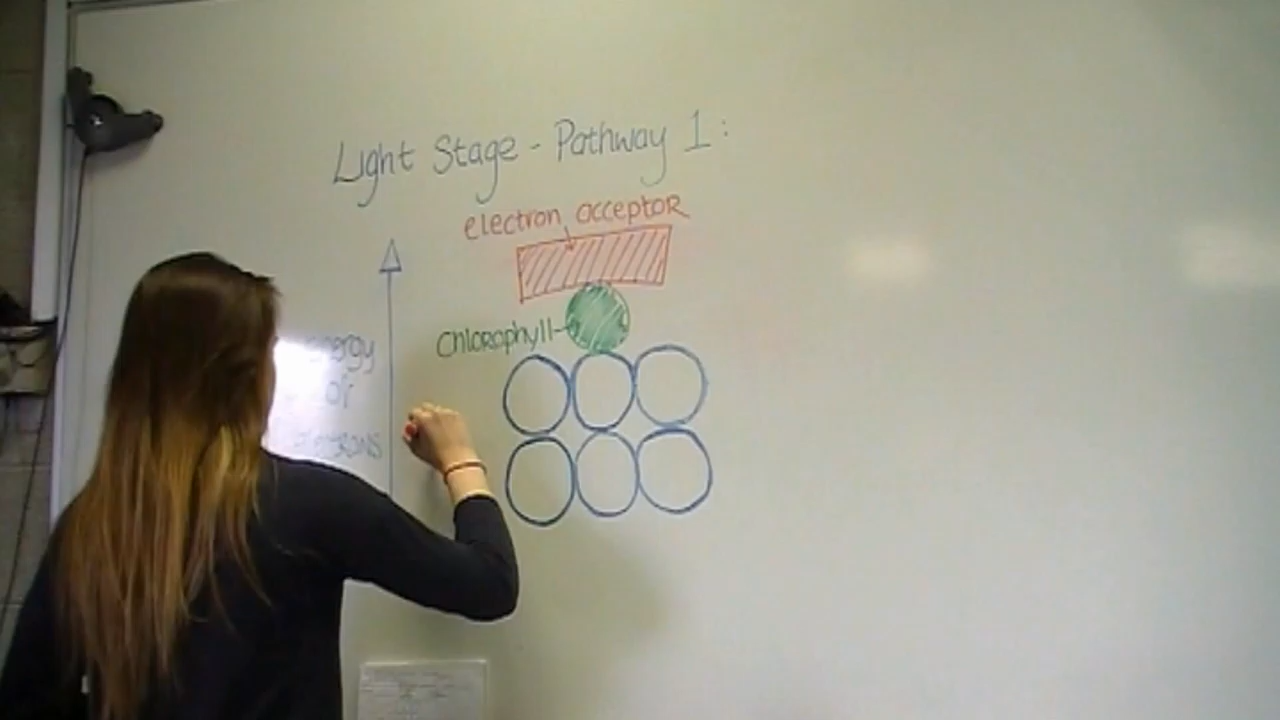 Light Stage - Pathway 1:
electron acceptor
Chlorophyll
energy
of
electrons